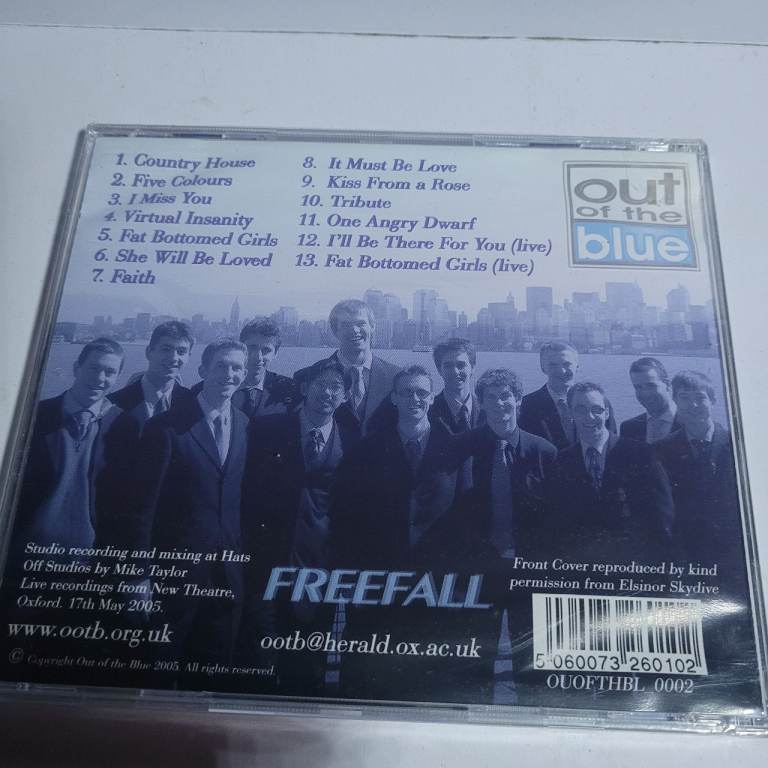 1. Country House
2. Five Colours
3. I Miss You
4. Virtual Insanity
5. Fat Bottomed Girls
6. She Will Be Loved
7. Faith
8. It Must Be Love
9. Kiss From a Rose
10. Tribute
11. One Angry Dwarf
12. I'll Be There For You (live)
13. Fat Bottomed Girls (live)
out
of the
blue
Studio recording and mixing at Hats
Off Studios by Mike Taylor
Live recordings from New Theatre,
Oxford. 17th May 2005.
www.ootb.org.uk
© Copyright Out of the Blue 2005. All rights reserved.
FREEFALL
ootb@herald.ox.ac.uk
Front Cover reproduced by kind
permission from Elsinor Skydive
5 060073 260102
OUOFTHBL 0002